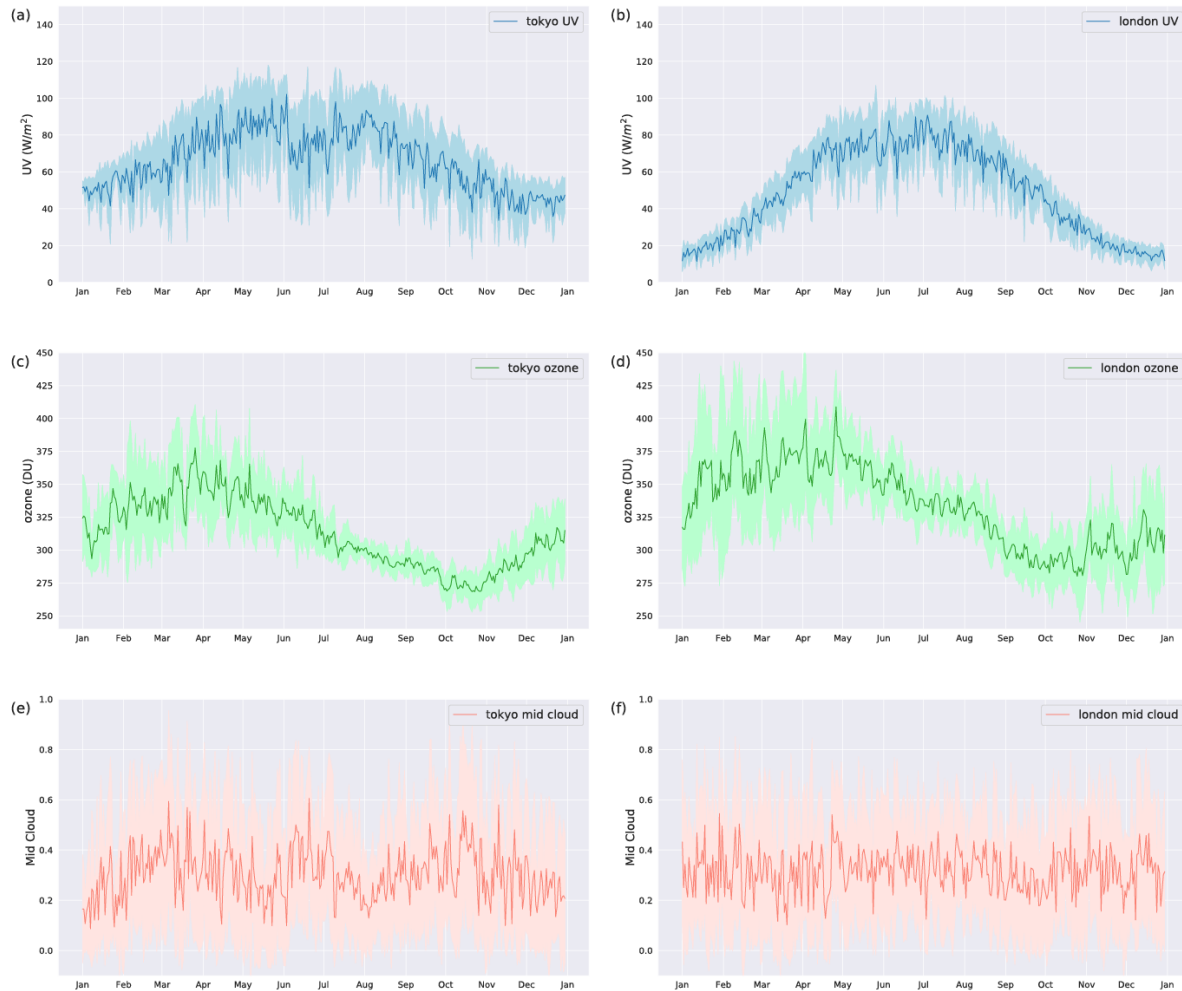 (a)
tokyo UV
UV (W/m²)
140
120
100
80
60
40
20
0
Jan Feb Mar Apr May Jun Jul Aug Sep Oct Nov Dec Jan
(b)
london UV
UV (W/m²)
140
120
100
80
60
40
20
0
Jan Feb Mar Apr May Jun Jul Aug Sep Oct Nov Dec Jan
(c)
tokyo ozone
ozone (DU)
450
425
400
375
350
325
300
275
250
Jan Feb Mar Apr May Jun Jul Aug Sep Oct Nov Dec Jan
(d)
london ozone
ozone (DU)
450
425
400
375
350
325
300
275
250
Jan Feb Mar Apr May Jun Jul Aug Sep Oct Nov Dec Jan
(e)
tokyo mid cloud
Mid Cloud
1.0
0.8
0.6
0.4
0.2
0.0
Jan Feb Mar Apr May Jun Jul Aug Sep Oct Nov Dec Jan
(f)
london mid cloud
Mid Cloud
1.0
0.8
0.6
0.4
0.2
0.0
Jan Feb Mar Apr May Jun Jul Aug Sep Oct Nov Dec Jan